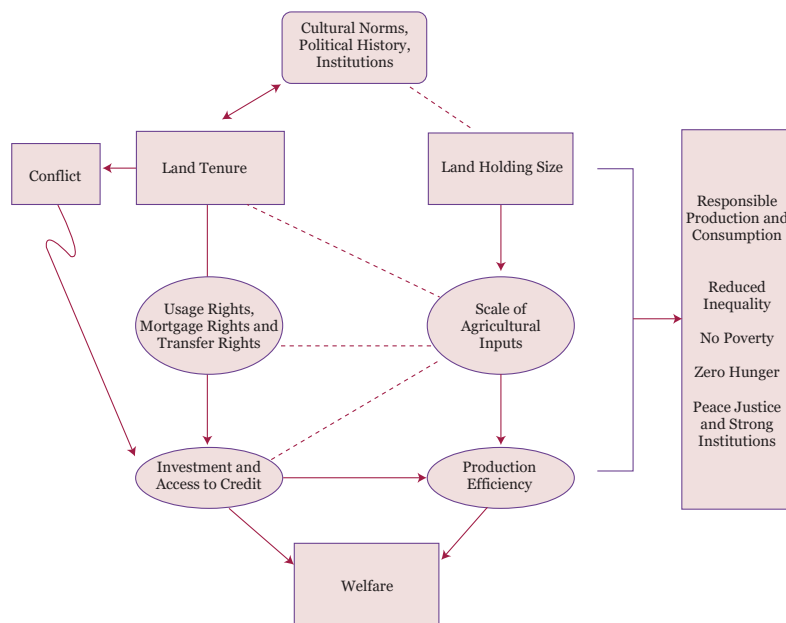 Cultural Norms,
Political History,
Institutions
Conflict
Land Tenure
Land Holding Size
Usage Rights,
Mortgage Rights and
Transfer Rights
Scale of
Agricultural
Inputs
Investment and
Access to Credit
Production
Efficiency
Welfare
Responsible
Production and
Consumption
Reduced
Inequality
No Poverty
Zero Hunger
Peace Justice
and Strong
Institutions